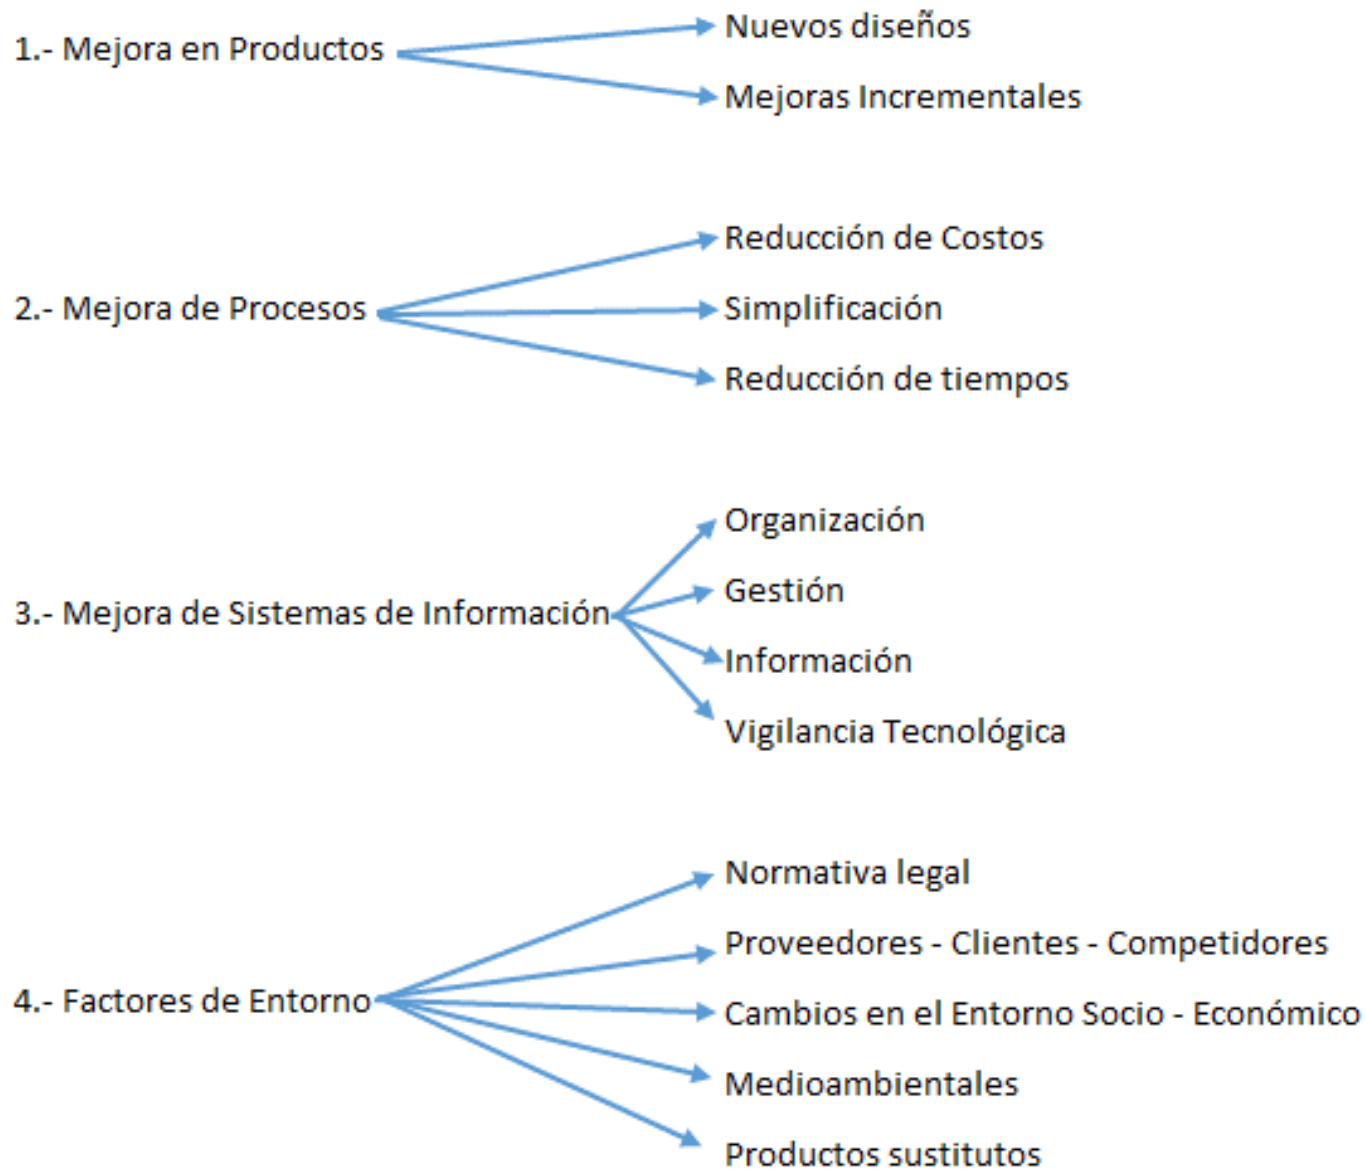 1.- Mejora en Productos
Nuevos diseños
Mejoras Incrementales
2.- Mejora de Procesos
Reducción de Costos
Simplificación
Reducción de tiempos
3.- Mejora de Sistemas de Información
Organización
Gestión
Información
Vigilancia Tecnológica
4.- Factores de Entorno
Normativa legal
Proveedores - Clientes - Competidores
Cambios en el Entorno Socio - Económico
Medioambientales
Productos sustitutos